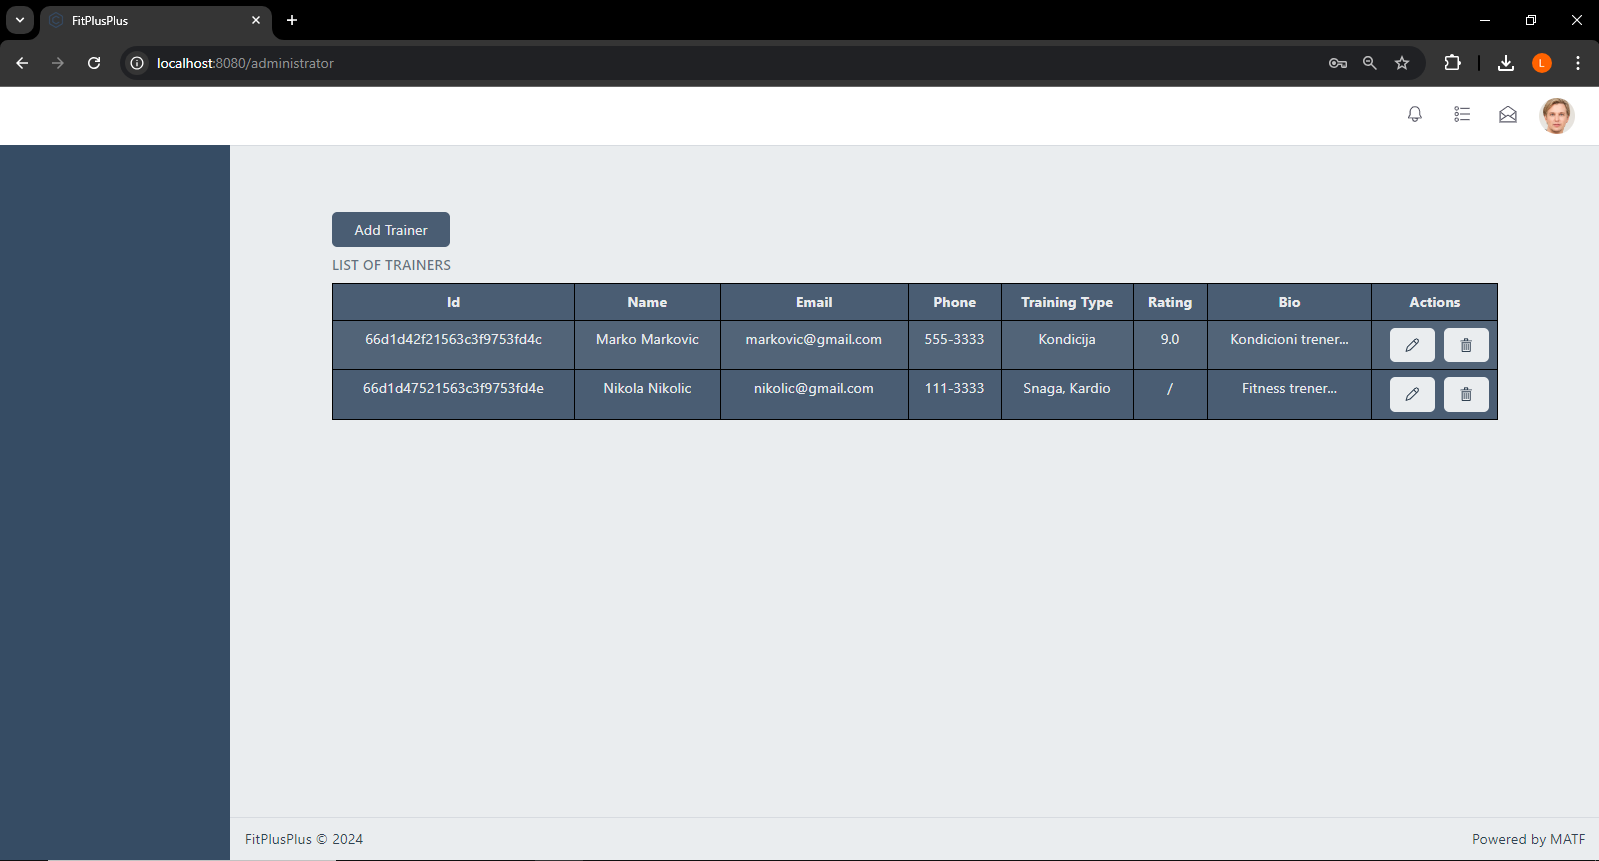 FitPlusPlus
localhost:8080/administrator
L
Add Trainer
LIST OF TRAINERS
Id Name Email Phone Training Type Rating Bio Actions
66d1d42f21563c3f9753fd4c Marko Markovic markovic@gmail.com 555-3333 Kondicija 9.0 Kondicioni trener...
66d1d47521563c3f9753fd4e Nikola Nikolic nikolic@gmail.com 111-3333 Snaga, Kardio / Fitness trener...
FitPlusPlus © 2024 Powered by MATF